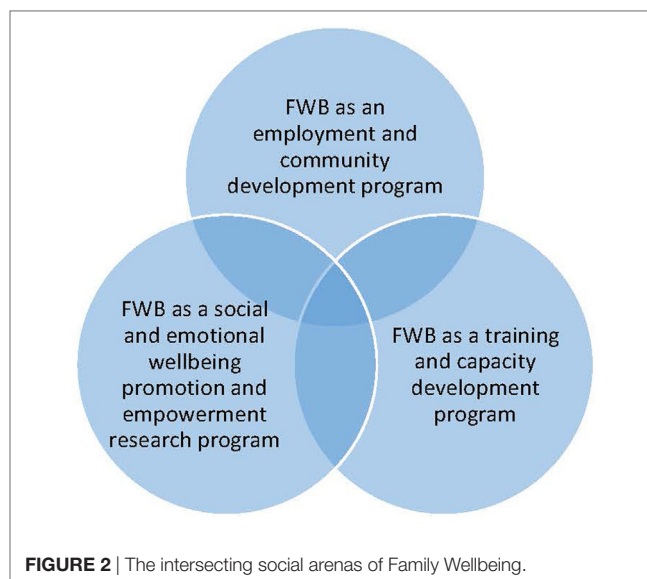 FWB as an
employment and
community
development program
FWB as a social
and emotional
wellbeing
promotion and
empowerment
research program
FWB as a training
and capacity
development
program
FIGURE 2 | The intersecting social arenas of Family Wellbeing.